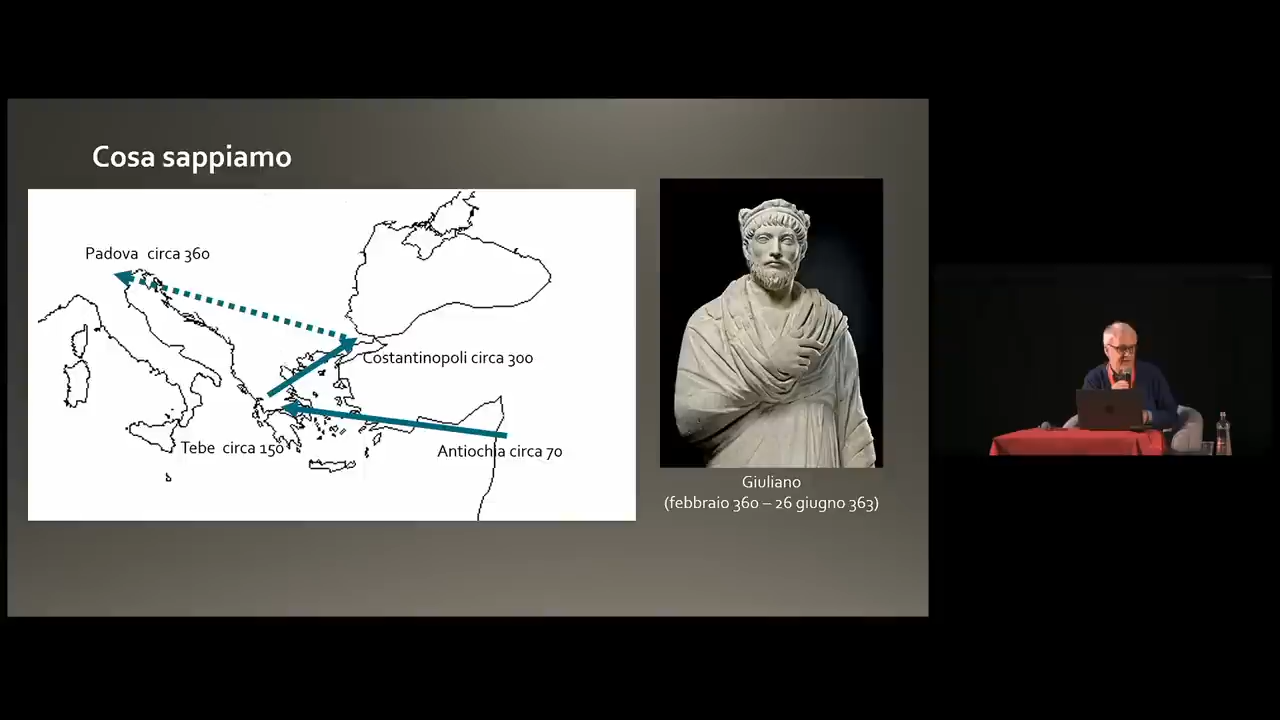 Cosa sappiamo
Padova circa 360
Costantinopoli circa 300
Tebe circa 150
Antiochia circa 70
Giuliano
(febbraio 360 – 26 giugno 363)